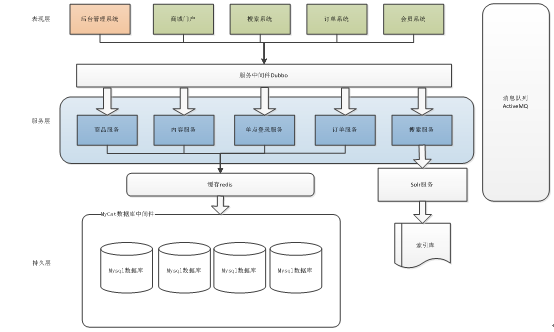 表现层
后台管理系统
商城门户
搜索系统
订单系统
会员系统
服务中间件Dubbo
消息队列
ActiveMQ
服务层
商品服务
内容服务
单点登录服务
订单服务
搜索服务
缓存redis
Solr服务
MyCat数据库中间件
索引库
持久层
Mysql数据库
Mysql数据库
Mysql数据库
Mysql数据库